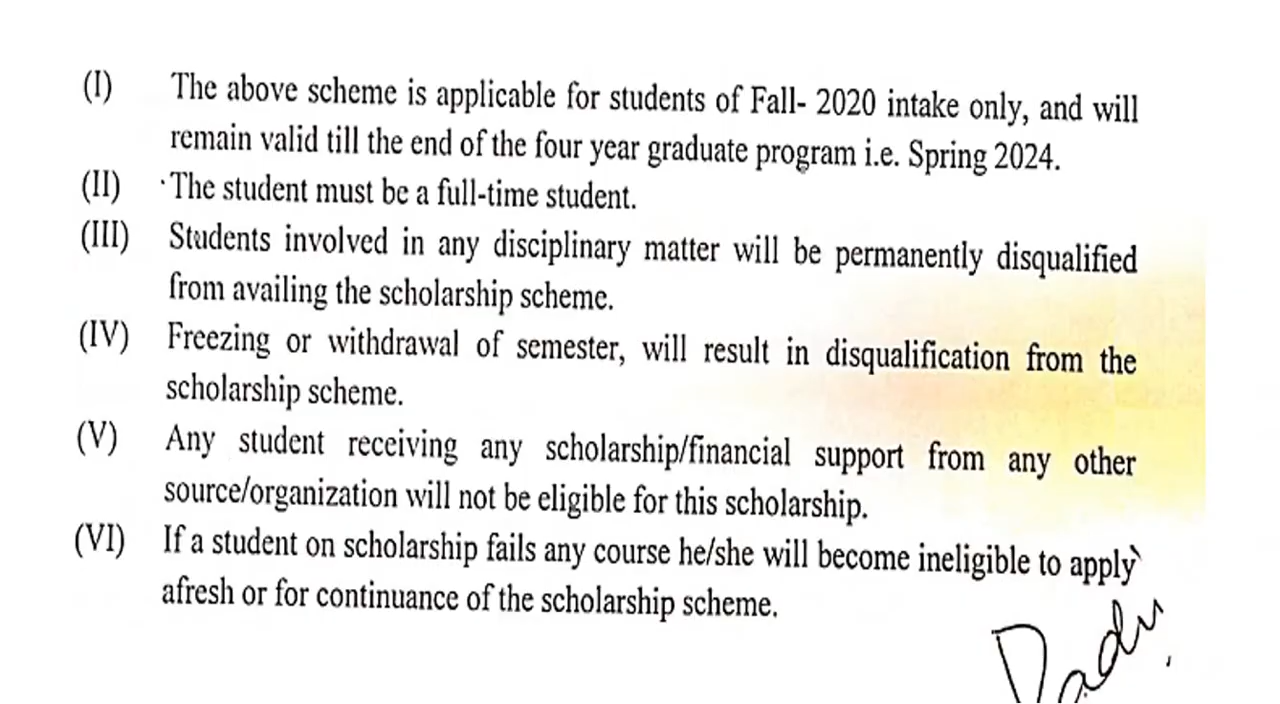 (I) The above scheme is applicable for students of Fall- 2020 intake only, and will
remain valid till the end of the four year graduate program i.e. Spring 2024.
(II) The student must be a full-time student.
(III) Students involved in any disciplinary matter will be permanently disqualified
from availing the scholarship scheme.
(IV) Freezing or withdrawal of semester, will result in disqualification from the
scholarship scheme.
(V) Any student receiving any scholarship/financial support from any other
source/organization will not be eligible for this scholarship.
(VI) If a student on scholarship fails any course he/she will become ineligible to apply
afresh or for continuance of the scholarship scheme.